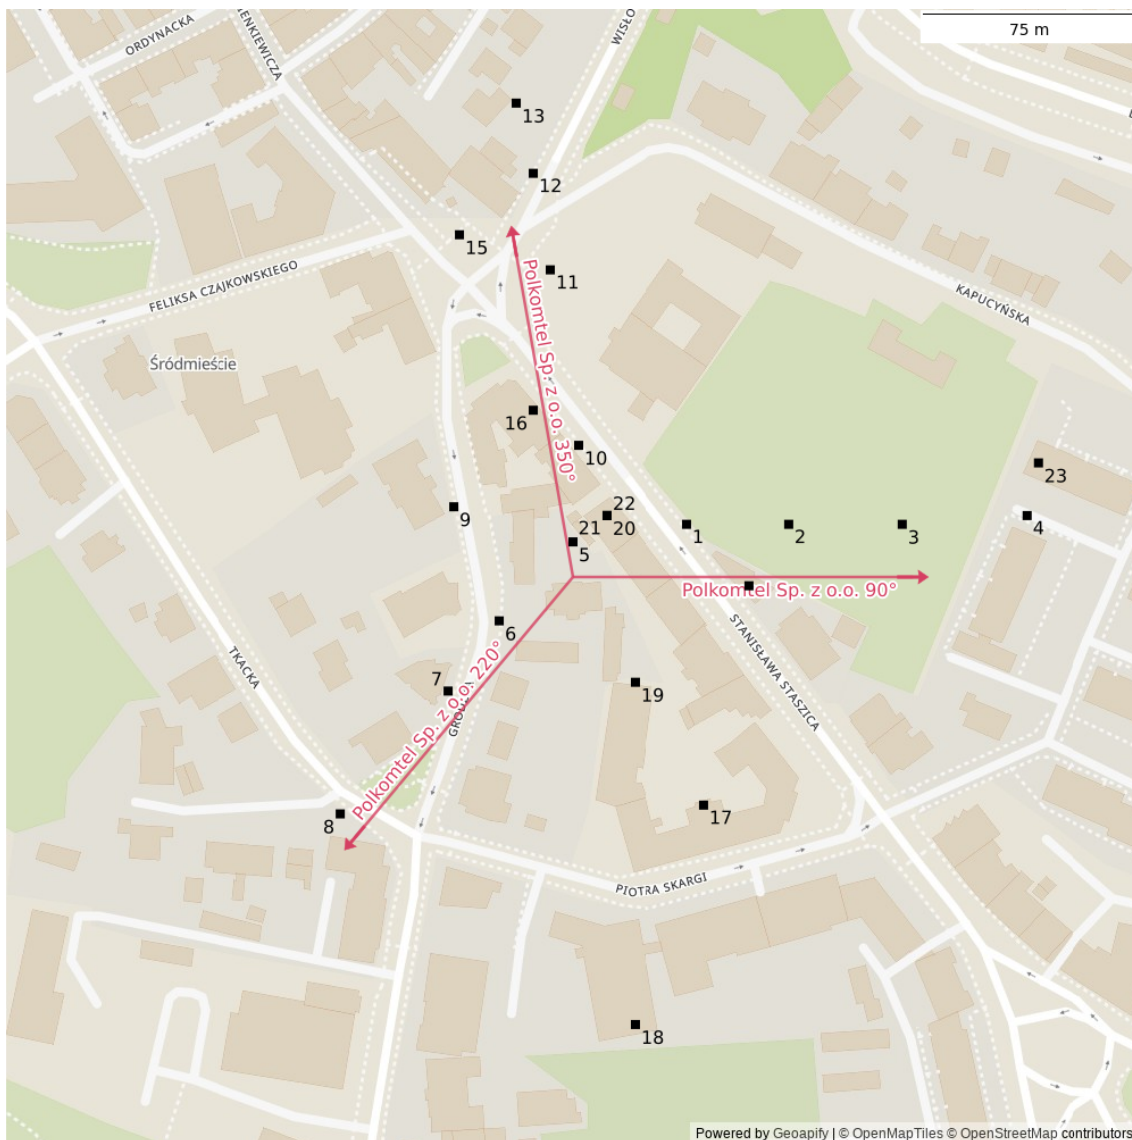 75 m
ORDYNACKA
IENKIEWICZA
WISŁO
13
12
15
11
FELIKSA CZAJKOWSKIEGO
KAPUCYŃSKA
Śródmieście
Polkomtel Sp. z o.o. 350°
16
10
23
9
22
21
20
5
1
2
3
4
Polkomtel Sp. z o.o. 90°
6
STANISŁAWA STASZICA
TKACKA
7
19
GRO
Polkomtel Sp. z o.o. 220°
8
17
PIOTRA SKARGI
18
Powered by Geoapify | © OpenMapTiles © OpenStreetMap contributors